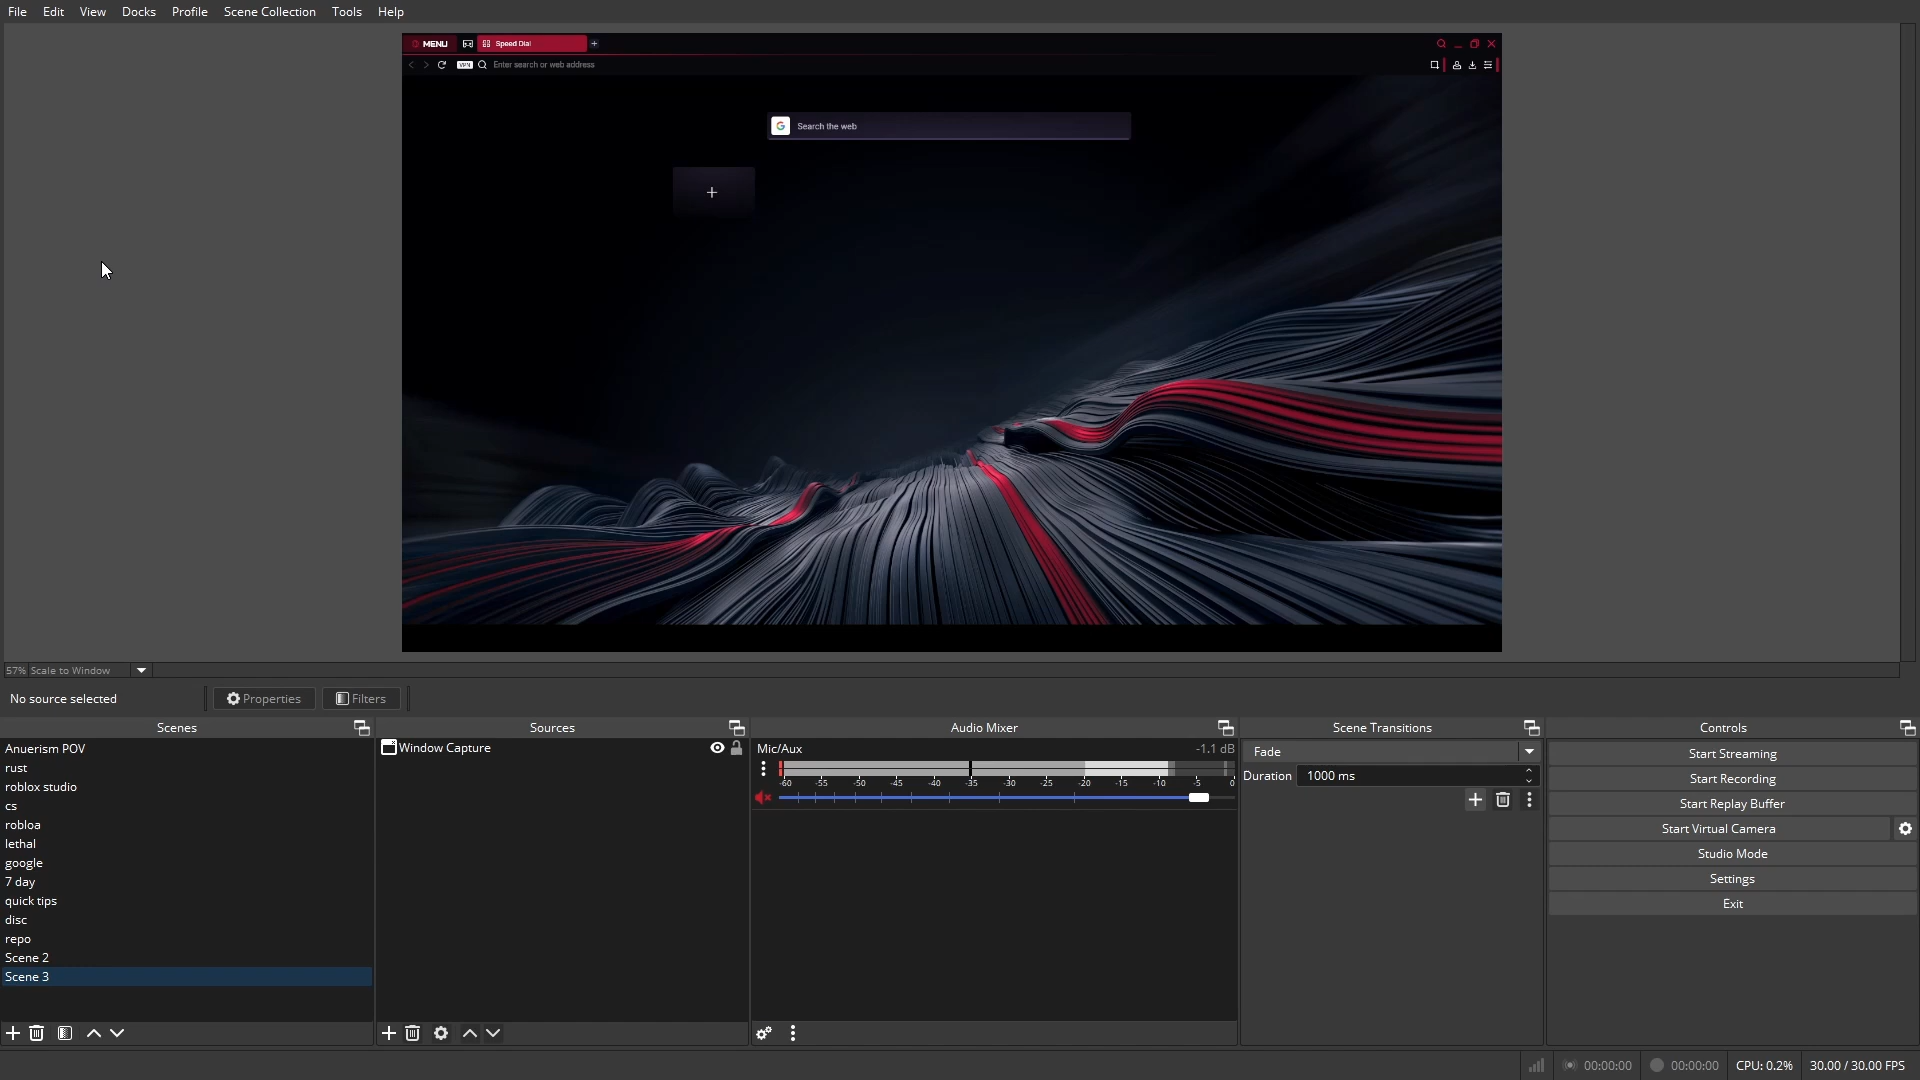 File Edit View Docks Profile Scene Collection Tools Help
MENU Speed Dial
VPN Enter search or web address
G Search the web
57% Scale to Window
No source selected Properties Filters
Scenes Sources Audio Mixer Scene Transitions Controls
Anuerism POV
rust
roblox studio
cs
robloa
lethal
google
7 day
quick tips
disc
repo
Scene 2
Scene 3
Window Capture
Mic/Aux -1.1 dB
-60 -55 -50 -45 -40 -35 -30 -25 -20 -15 -10 -5 0
Fade
Duration 1000 ms
Start Streaming
Start Recording
Start Replay Buffer
Start Virtual Camera
Studio Mode
Settings
Exit
00:00:00 00:00:00 CPU: 0.2% 30.00 / 30.00 FPS